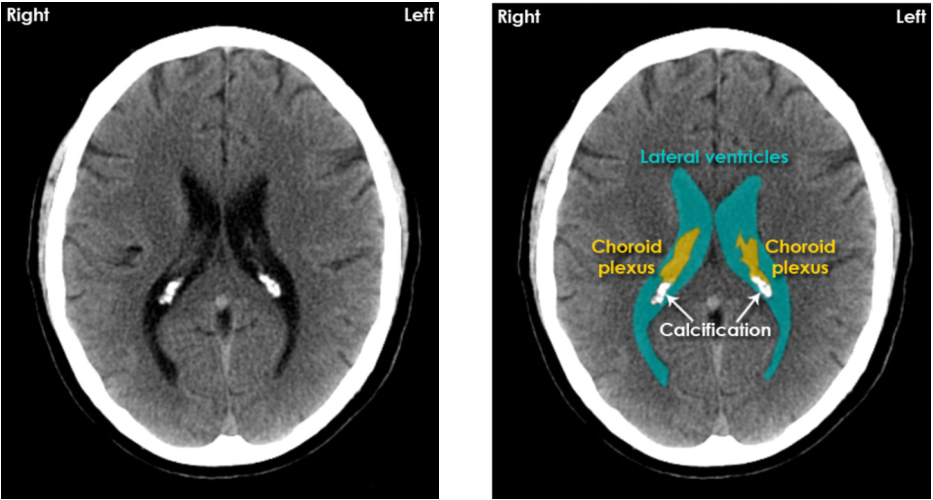 Right
Left
Right
Left
Lateral ventricles
Choroid
plexus
Choroid
plexus
Calcification